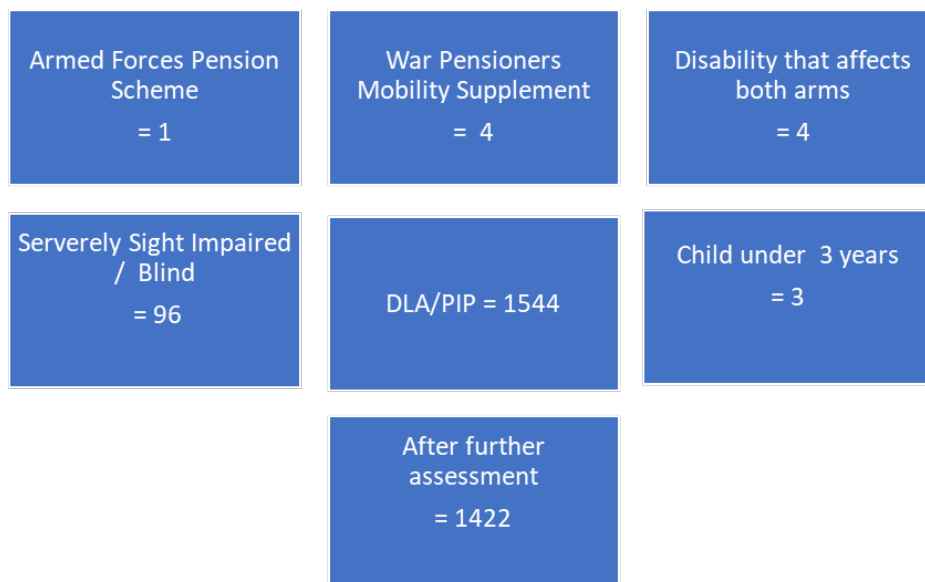 Armed Forces Pension
Scheme
= 1
War Pensioners
Mobility Supplement
= 4
Disability that affects
both arms
= 4
Serverely Sight Impaired
/ Blind
= 96
DLA/PIP = 1544
Child under 3 years
= 3
After further
assessment
= 1422